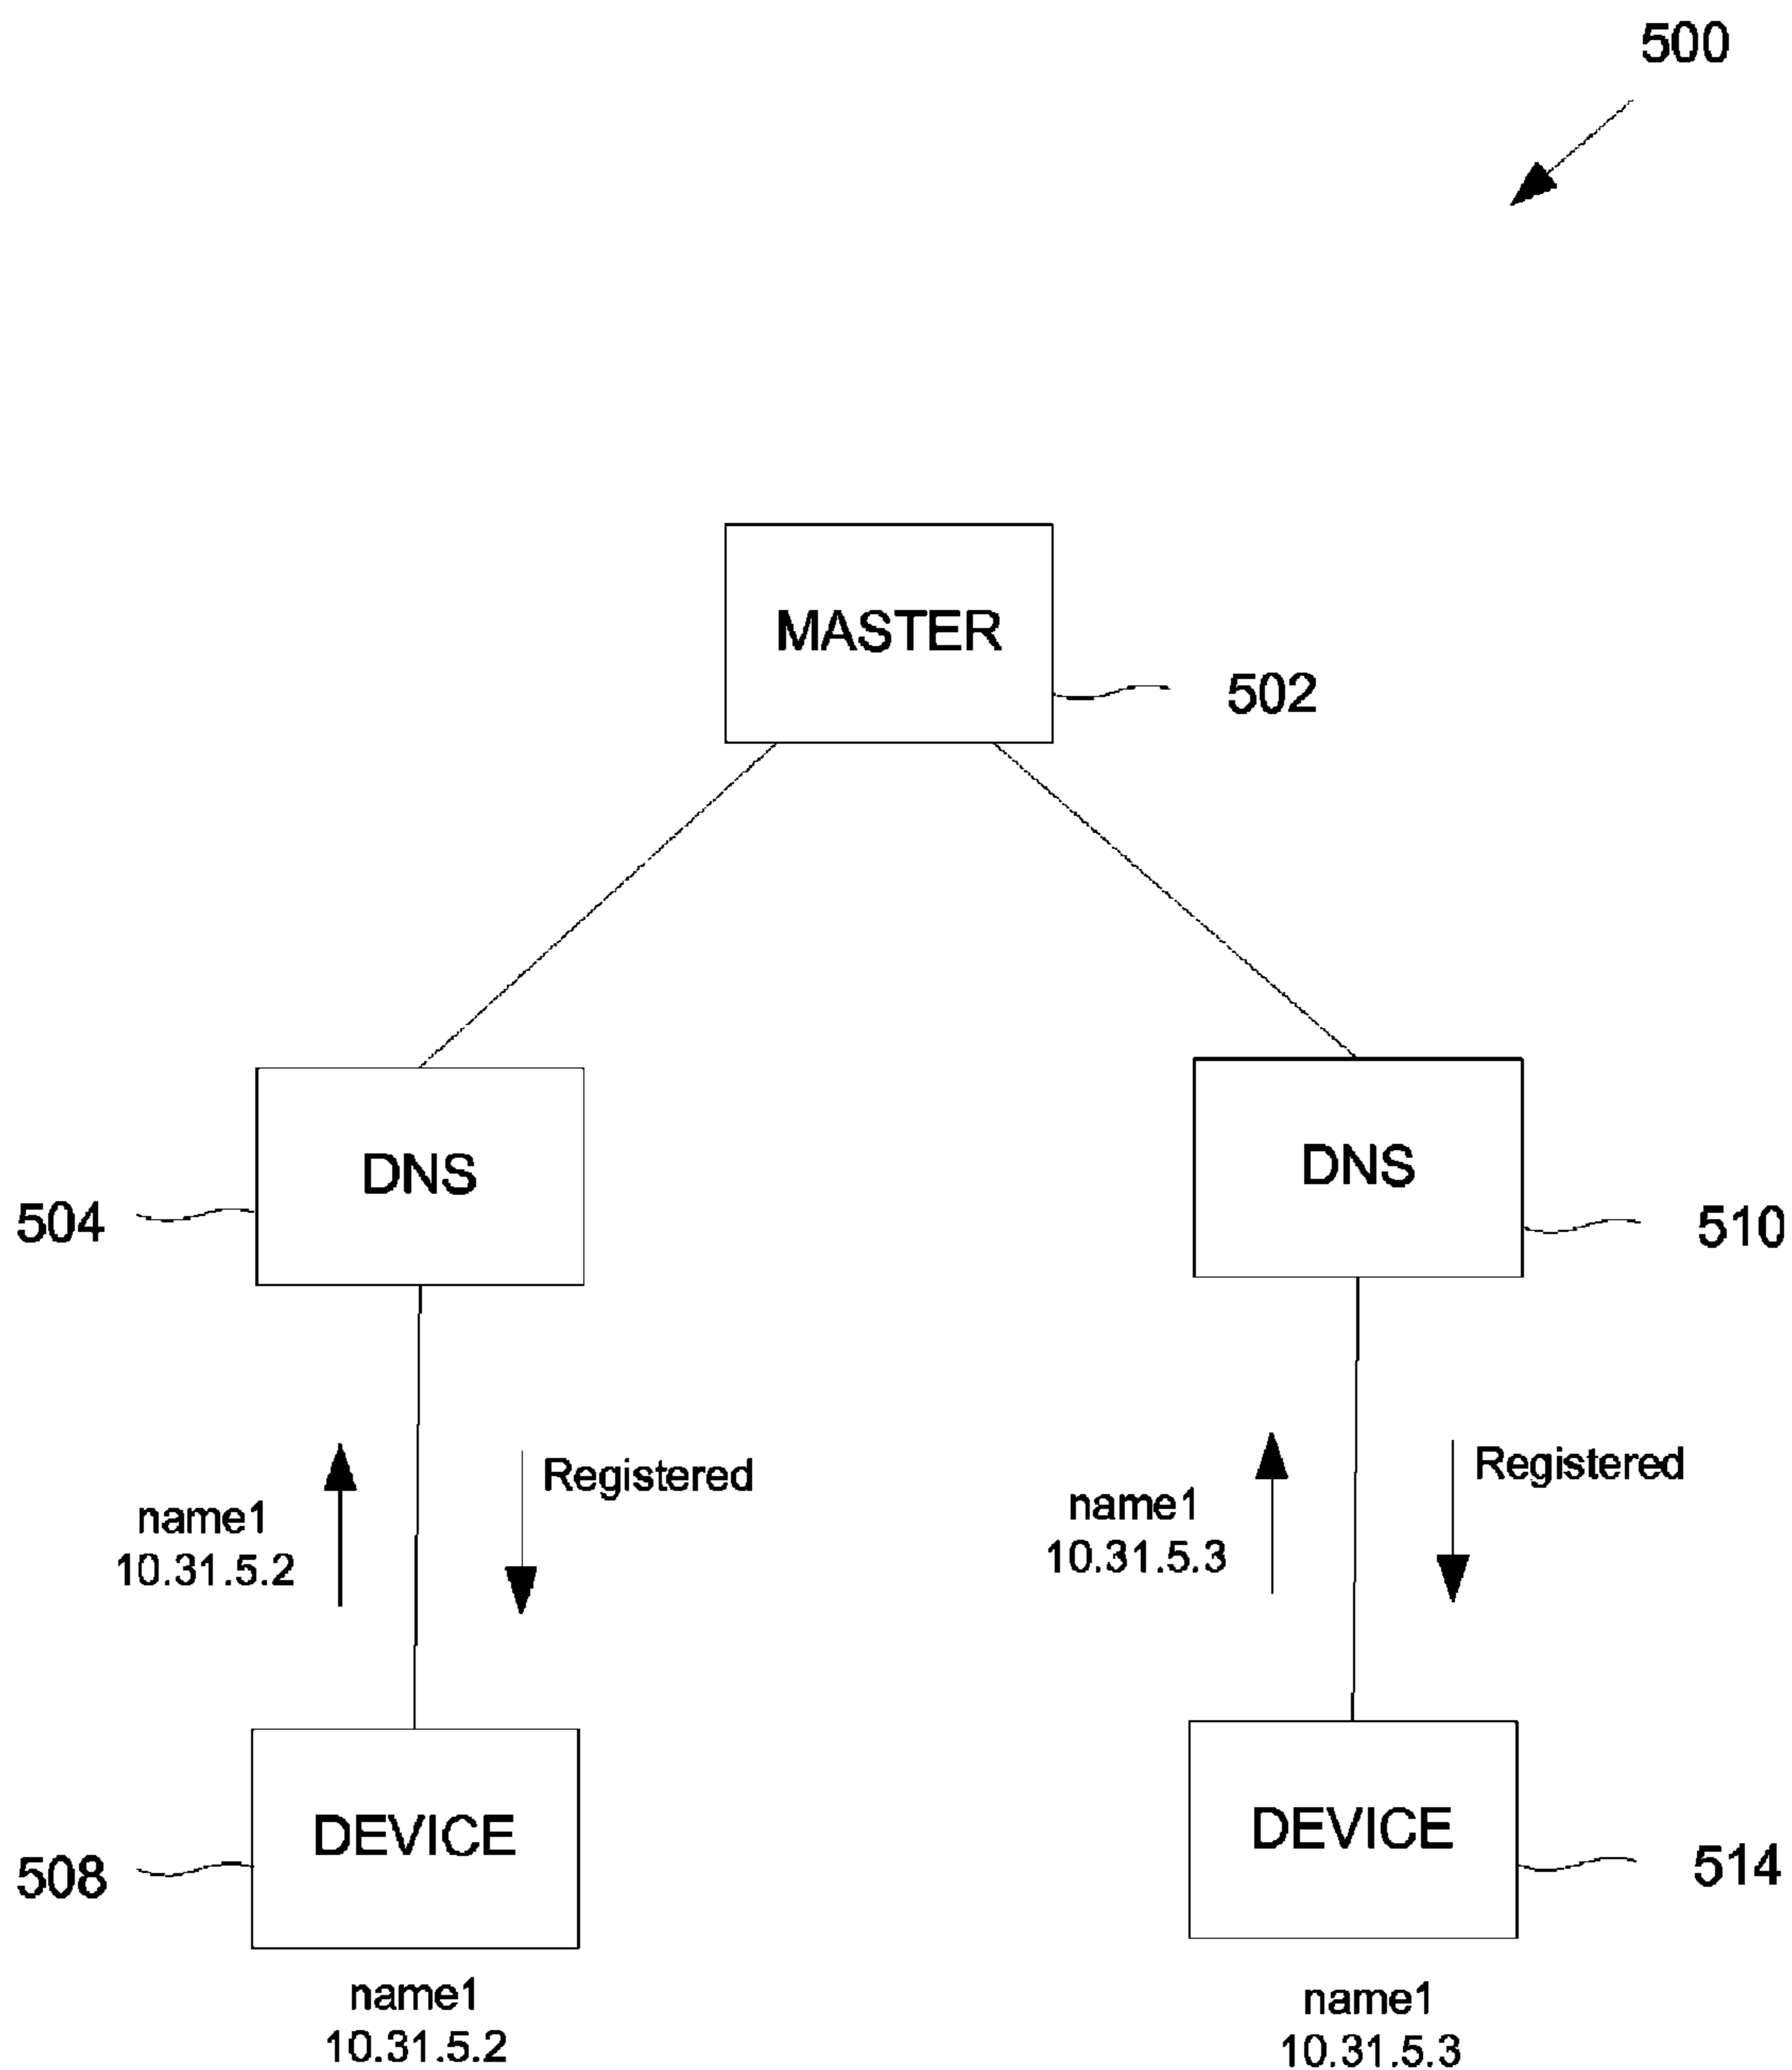 500
MASTER
502
DNS
DNS
504
510
Registered
Registered
name1
10.31.5.2
name1
10.31.5.3
DEVICE
DEVICE
508
514
name1
10.31.5.2
name1
10.31.5.3